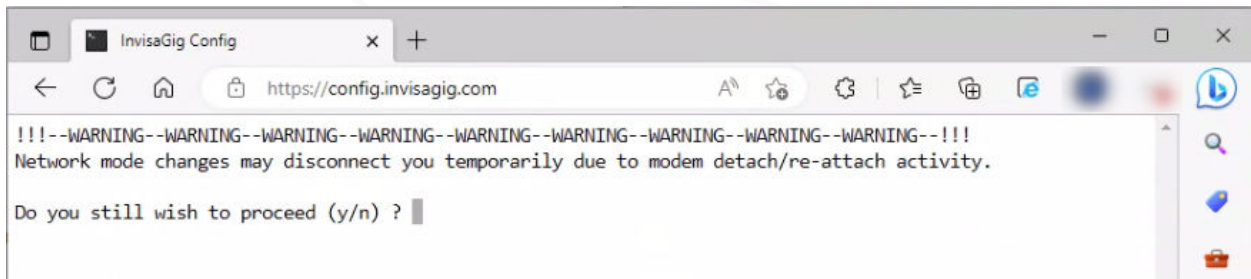 InvisaGig Config
https://config.invisagig.com
!!!--WARNING--WARNING--WARNING--WARNING--WARNING--WARNING--WARNING--WARNING--WARNING--!!!
Network mode changes may disconnect you temporarily due to modem detach/re-attach activity.
Do you still wish to proceed (y/n) ?